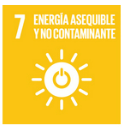 7 ENERGÍA ASEQUIBLE
Y NO CONTAMINANTE